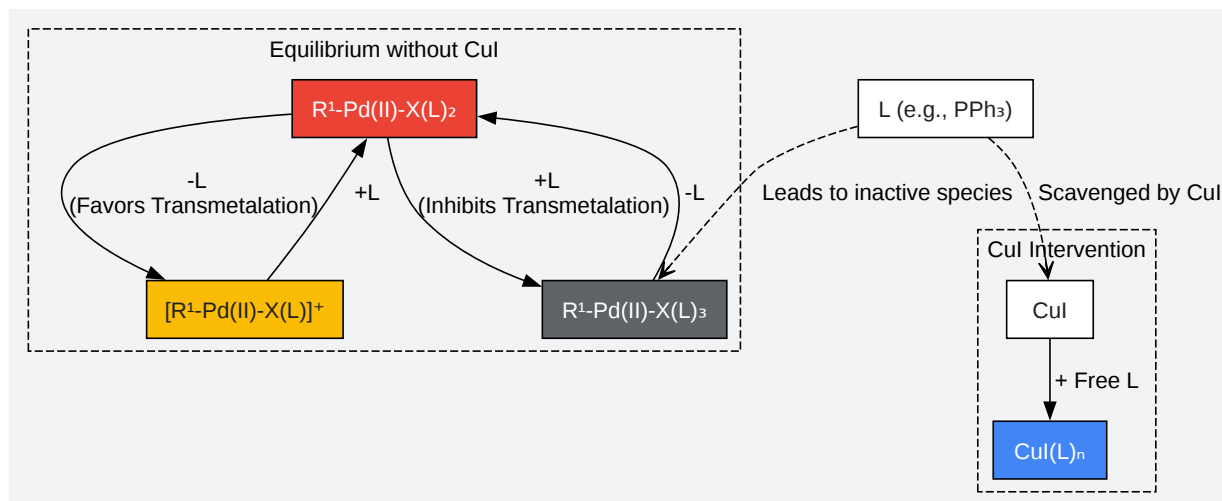 Equilibrium without CuI
R¹-Pd(II)-X(L)₂
L (e.g., PPh₃)
-L
(Favors Transmetalation)
+L
+L
(Inhibits Transmetalation)
-L
Leads to inactive species
Scavenged by CuI
CuI Intervention
[R¹-Pd(II)-X(L)]⁺
R¹-Pd(II)-X(L)₃
CuI
+ Free L
CuI(L)ₙ